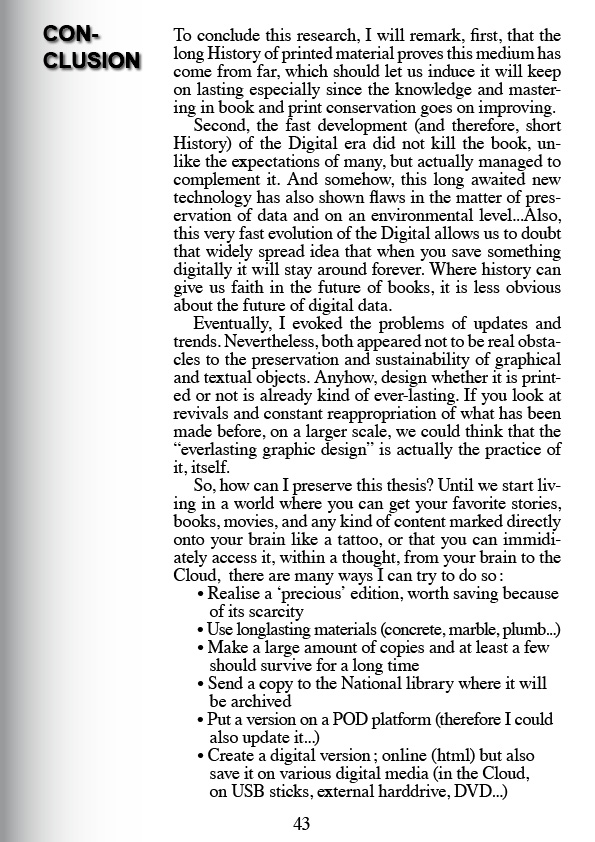 CON-
CLUSION
To conclude this research, I will remark, first, that the
long History of printed material proves this medium has
come from far, which should let us induce it will keep
on lasting especially since the knowledge and master-
ing in book and print conservation goes on improving.
Second, the fast development (and therefore, short
History) of the Digital era did not kill the book, un-
like the expectations of many, but actually managed to
complement it. And somehow, this long awaited new
technology has also shown flaws in the matter of pres-
ervation of data and on an environmental level...Also,
this very fast evolution of the Digital allows us to doubt
that widely spread idea that when you save something
digitally it will stay around forever. Where history can
give us faith in the future of books, it is less obvious
about the future of digital data.
Eventually, I evoked the problems of updates and
trends. Nevertheless, both appeared not to be real obsta-
cles to the preservation and sustainability of graphical
and textual objects. Anyhow, design whether it is print-
ed or not is already kind of ever-lasting. If you look at
revivals and constant reappropriation of what has been
made before, on a larger scale, we could think that the
“everlasting graphic design” is actually the practice of
it, itself.
So, how can I preserve this thesis? Until we start liv-
ing in a world where you can get your favorite stories,
books, movies, and any kind of content marked directly
onto your brain like a tattoo, or that you can immidi-
ately access it, within a thought, from your brain to the
Cloud, there are many ways I can try to do so :
• Realise a ‘precious’ edition, worth saving because
of its scarcity
• Use longlasting materials (concrete, marble, plumb...)
• Make a large amount of copies and at least a few
should survive for a long time
• Send a copy to the National library where it will
be archived
• Put a version on a POD platform (therefore I could
also update it...)
• Create a digital version ; online (html) but also
save it on various digital media (in the Cloud,
on USB sticks, external harddrive, DVD...)
43